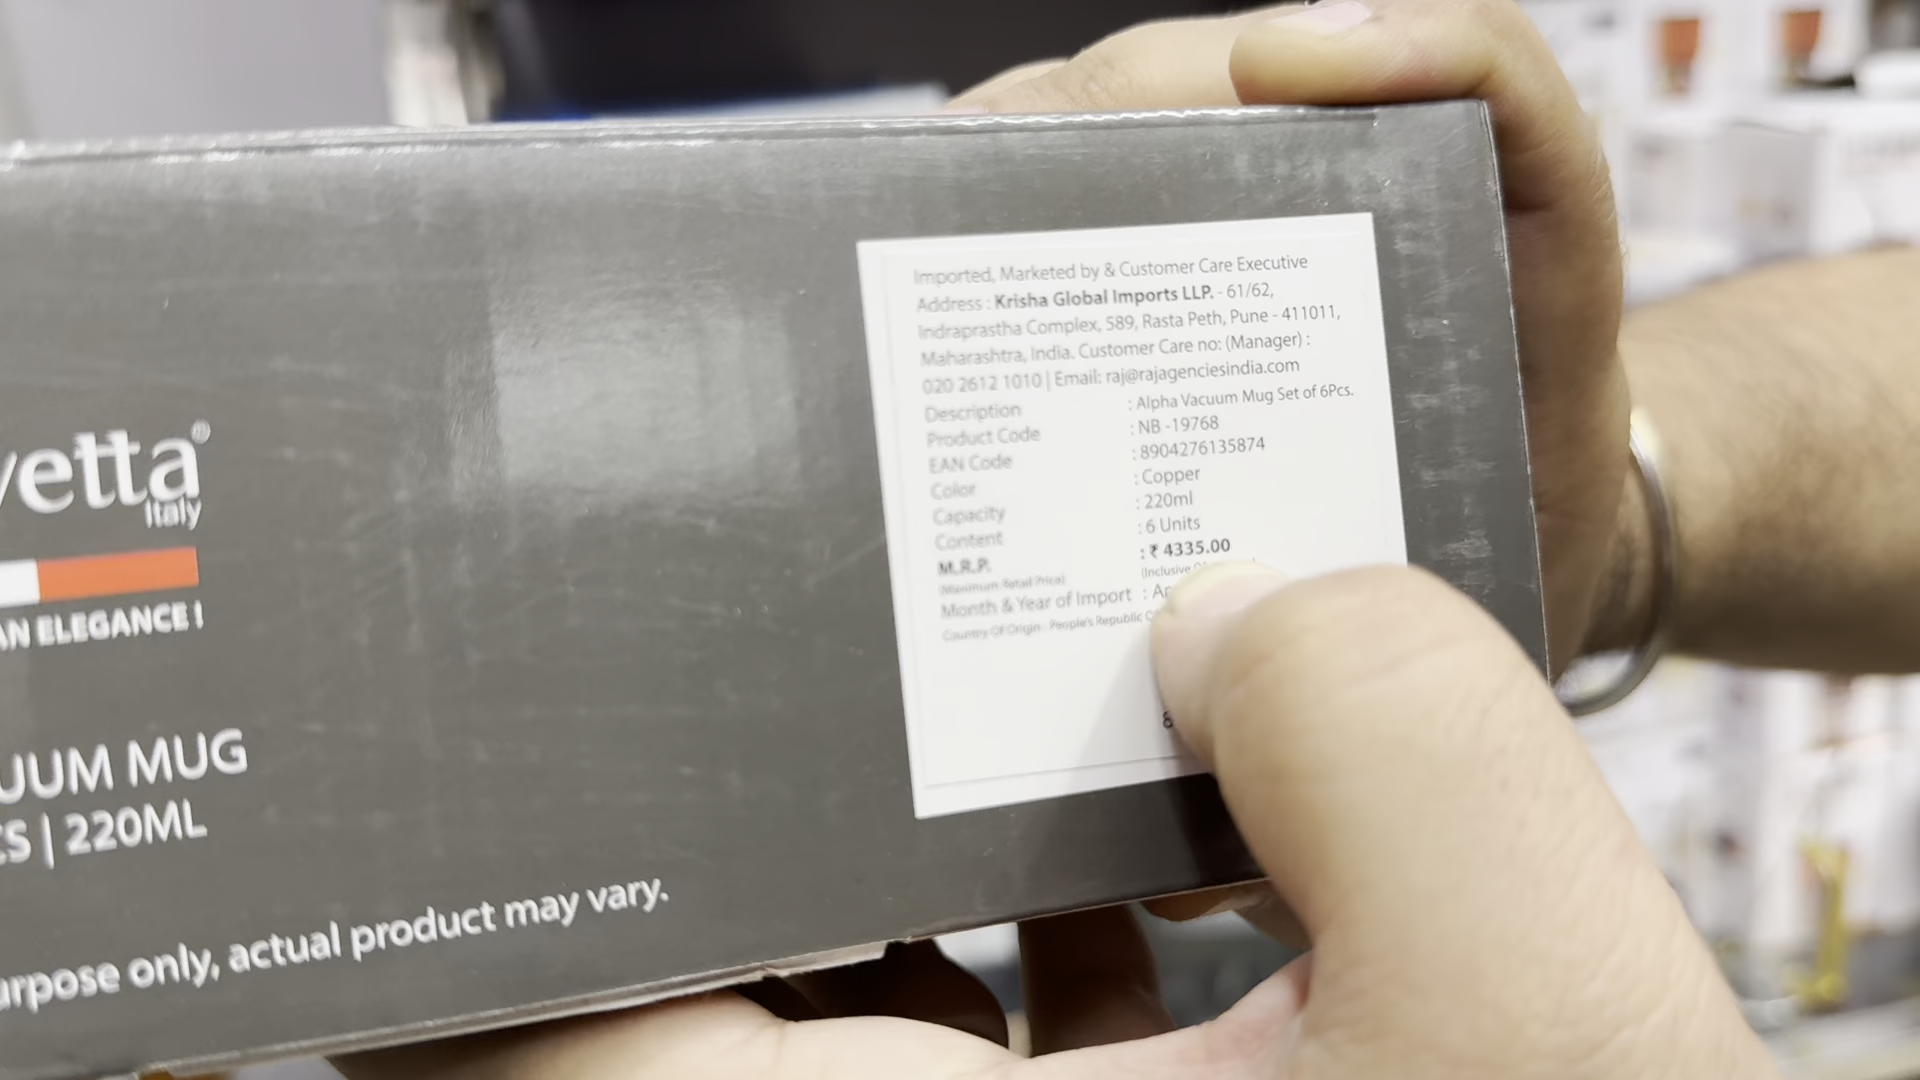 vetta®
Italy
AN ELEGANCE!
UUM MUG
CS | 220ML
urpose only, actual product may vary.
Imported, Marketed by & Customer Care Executive
Address : Krisha Global Imports LLP. - 61/62,
Indraprastha Complex, 589, Rasta Peth, Pune - 411011,
Maharashtra, India. Customer Care no: (Manager) :
020 2612 1010 | Email: raj@rajagenciesindia.com
Description : Alpha Vacuum Mug Set of 6Pcs.
Product Code : NB -19768
EAN Code : 8904276135874
Color : Copper
Capacity : 220ml
Content : 6 Units
M.R.P. : ₹ 4335.00
(Maximum Retail Price) (Inclusive
Month & Year of Import :
Country Of Origin : People's Republic
8